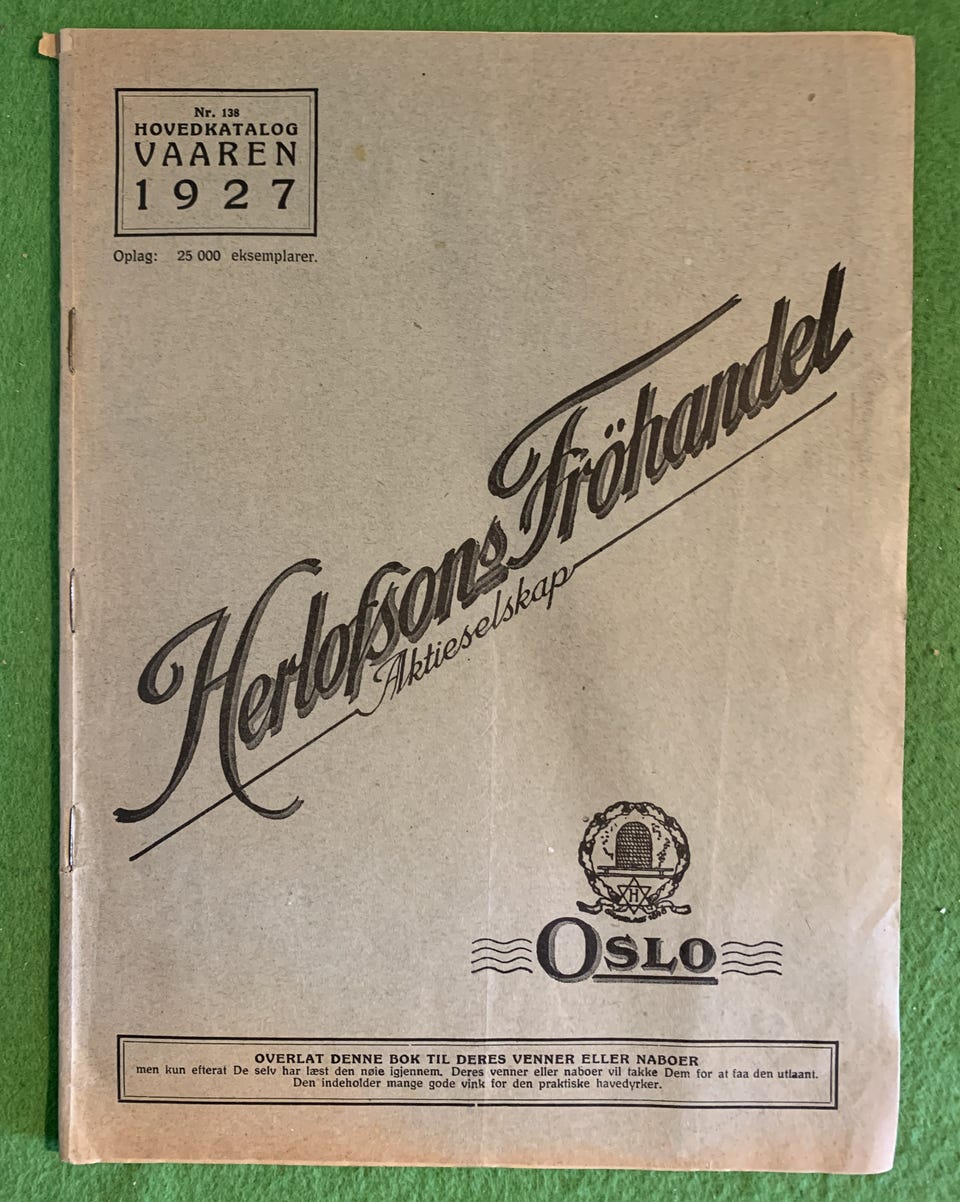 Nr. 138
HOVEDKATALOG
VAAREN
1927
Oplag: 25 000 eksemplarer.
Herlofsons Fröhandel
Aktieselskap
H
OSLO
OVERLAT DENNE BOK TIL DERES VENNER ELLER NABOER
men kun efterat De selv har læst den nøie igjennem. Deres venner eller naboer vil takke Dem for at faa den utlaant.
Den indeholder mange gode vink for den praktiske havedyrker.